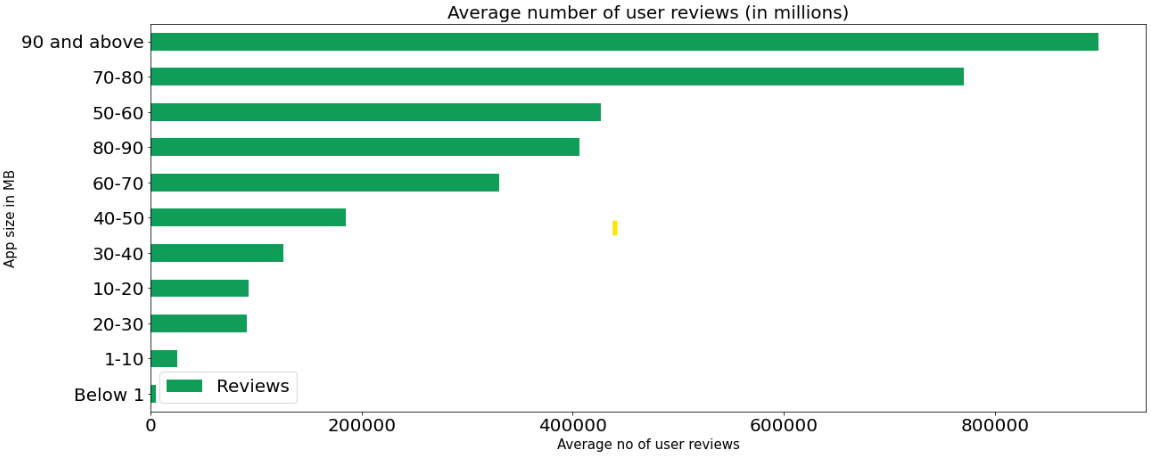 Average number of user reviews (in millions)
90 and above
70-80
50-60
80-90
60-70
40-50
30-40
10-20
20-30
1-10
Below 1
App size in MB
Reviews
0 200000 400000 600000 800000
Average no of user reviews